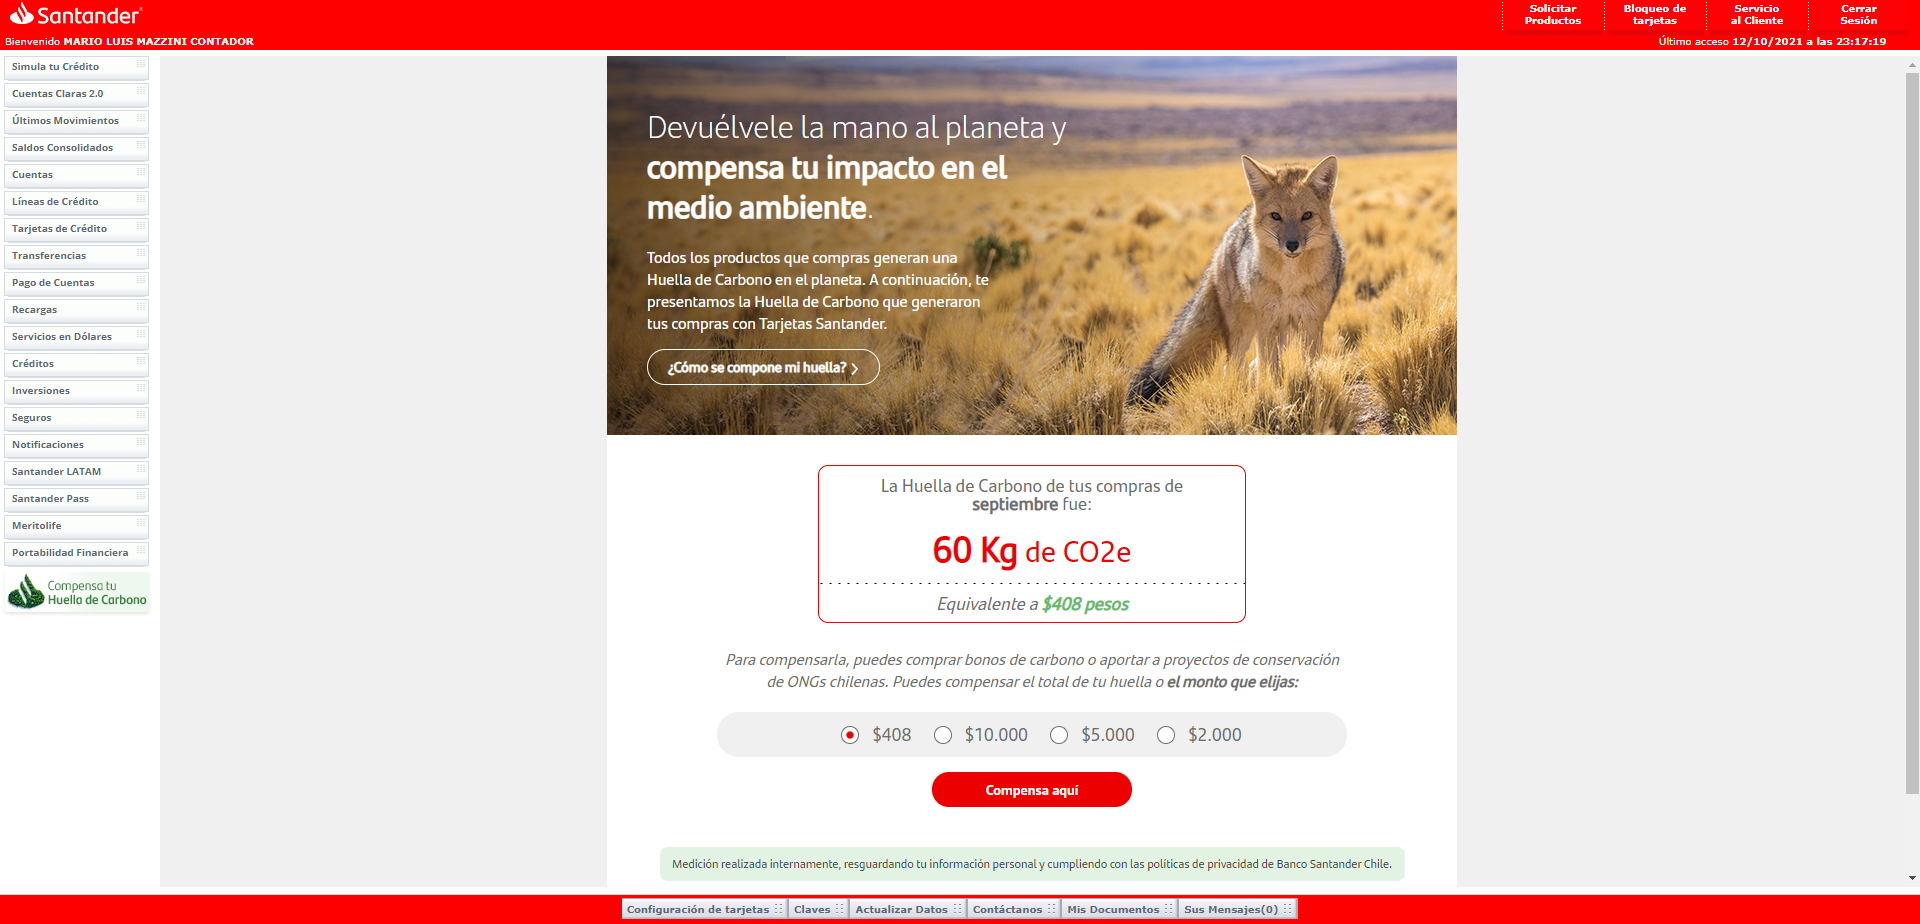 Santander
Bienvenido MARIO LUIS MAZZINI CONTADOR
Solicitar
Productos
Bloqueo de
tarjetas
Servicio
al Cliente
Cerrar
Sesión
Último acceso 12/10/2021 a las 23:17:19
Simula tu Crédito
Cuentas Claras 2.0
Últimos Movimientos
Saldos Consolidados
Cuentas
Líneas de Crédito
Tarjetas de Crédito
Transferencias
Pago de Cuentas
Recargas
Servicios en Dólares
Créditos
Inversiones
Seguros
Notificaciones
Santander LATAM
Santander Pass
Meritolife
Portabilidad Financiera
Compensa tu
Huella de Carbono
Devuélvele la mano al planeta y
compensa tu impacto en el
medio ambiente.
Todos los productos que compras generan una
Huella de Carbono en el planeta. A continuación, te
presentamos la Huella de Carbono que generaron
tus compras con Tarjetas Santander.
¿Cómo se compone mi huella? >
La Huella de Carbono de tus compras de
septiembre fue:
60 Kg de CO2e
Equivalente a $408 pesos
Para compensarla, puedes comprar bonos de carbono o aportar a proyectos de conservación
de ONGs chilenas. Puedes compensar el total de tu huella o el monto que elijas:
$408 $10.000 $5.000 $2.000
Compensa aquí
Medición realizada internamente, resguardando tu información personal y cumpliendo con las políticas de privacidad de Banco Santander Chile.
Configuración de tarjetas Claves Actualizar Datos Contáctanos Mis Documentos Sus Mensajes(0)